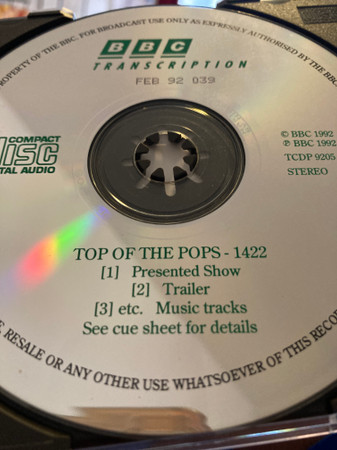 PROPERTY OF THE BBC. FOR BROADCAST USE ONLY AS EXPRESSLY AUTHORISED BY THE BBC
BBC
TRANSCRIPTION
FEB 92 039
COMPACT
disc
DIGITAL AUDIO
© BBC 1992
℗ BBC 1992
TCDP 9205
STEREO
TOP OF THE POPS - 1422
[1] Presented Show
[2] Trailer
[3] etc. Music tracks
See cue sheet for details
RESALE OR ANY OTHER USE WHATSOEVER OF THIS RECOR